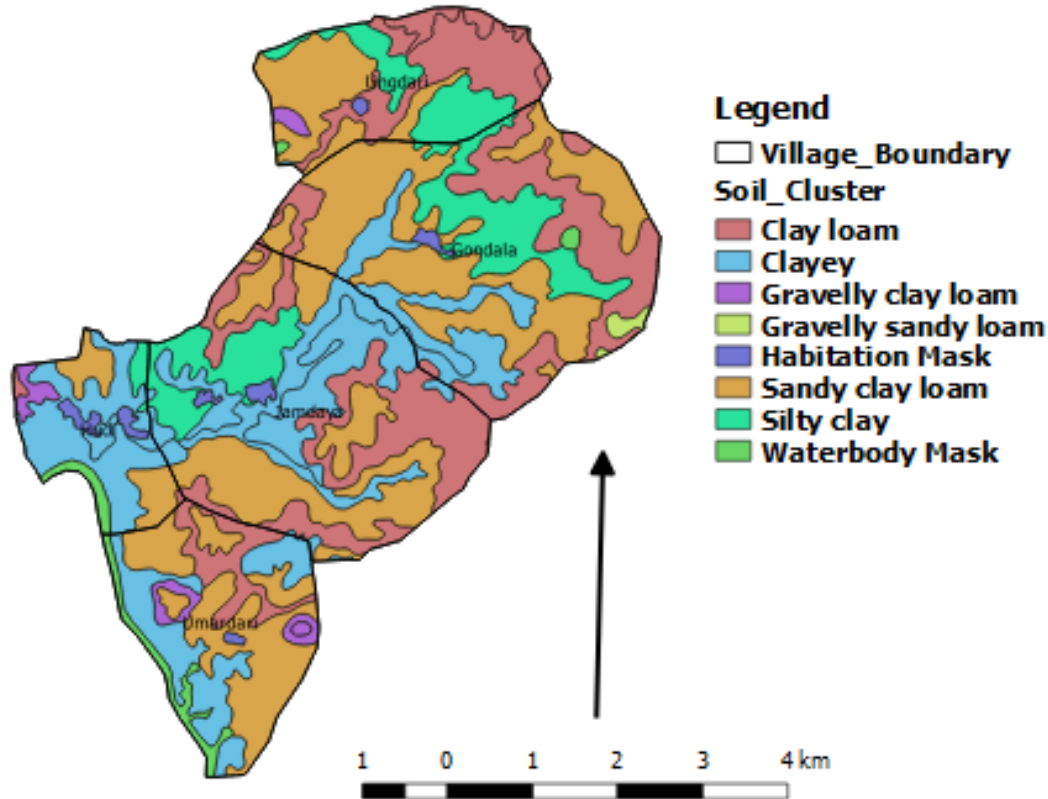 Lingdari
Gondala
Jamdaya
Umardari
Legend
Village_Boundary
Soil_Cluster
Clay loam
Clayey
Gravelly clay loam
Gravelly sandy loam
Habitation Mask
Sandy clay loam
Silty clay
Waterbody Mask
1 0 1 2 3 4 km